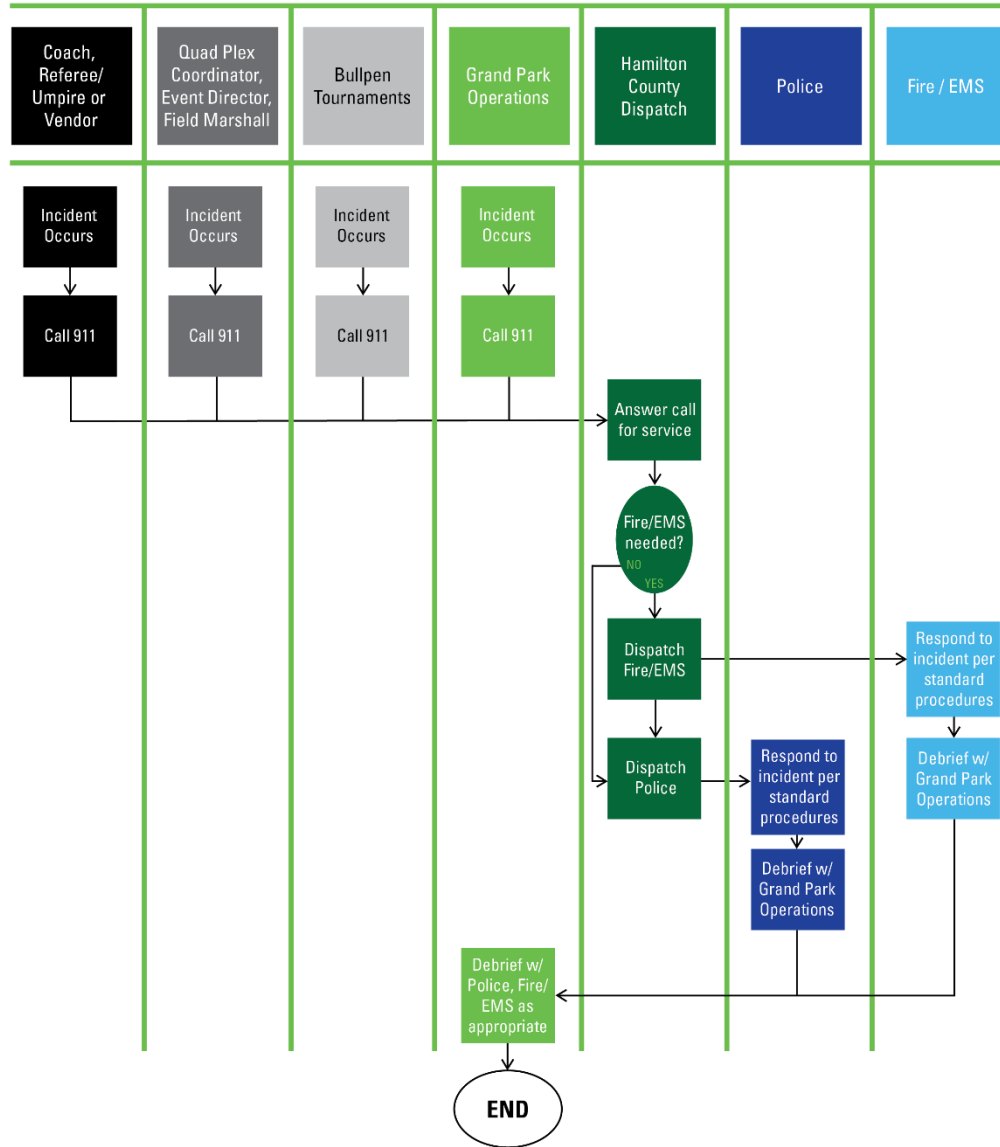 Coach,
Referee/
Umpire or
Vendor
Quad Plex
Coordinator,
Event Director,
Field Marshall
Bullpen
Tournaments
Grand Park
Operations
Hamilton
County
Dispatch
Police
Fire / EMS
Incident
Occurs
Incident
Occurs
Incident
Occurs
Incident
Occurs
Call 911
Call 911
Call 911
Call 911
Answer call
for service
Fire/EMS
needed?
NO
YES
Dispatch
Fire/EMS
Respond to
incident per
standard
procedures
Dispatch
Police
Respond to
incident per
standard
procedures
Debrief w/
Grand Park
Operations
Debrief w/
Grand Park
Operations
Debrief w/
Police, Fire/
EMS as
appropriate
END